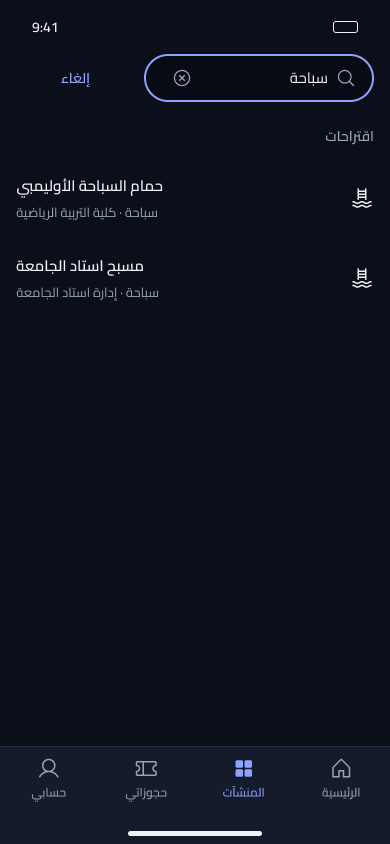 9:41
سباحة
إلغاء
اقتراحات
حمام السباحة الأوليمبي
سباحة · كلية التربية الرياضية
مسبح استاد الجامعة
سباحة · إدارة استاد الجامعة
الرئيسية
المنشآت
حجوزاتي
حسابي